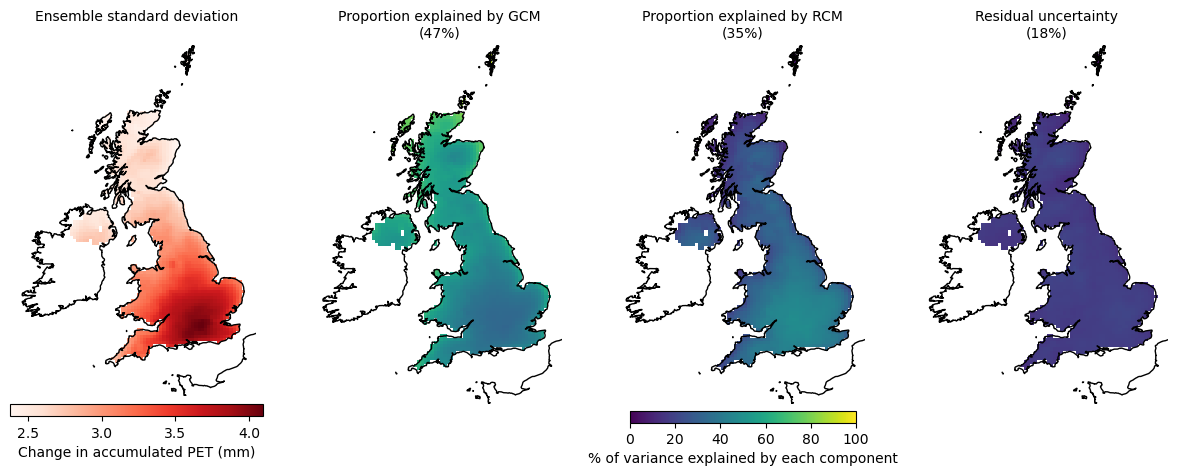 Ensemble standard deviation
Proportion explained by GCM
(47%)
Proportion explained by RCM
(35%)
Residual uncertainty
(18%)
2.5 3.0 3.5 4.0
Change in accumulated PET (mm)
0 20 40 60 80 100
% of variance explained by each component